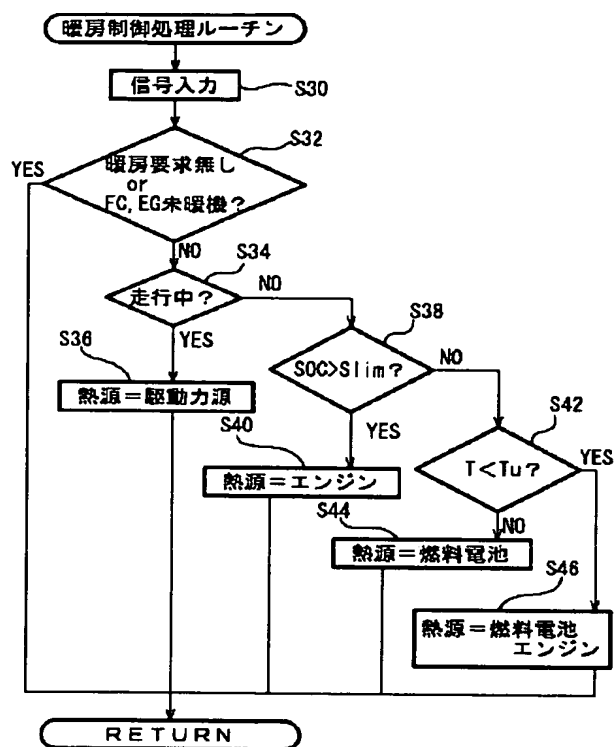 暖房制御処理ルーチン
信号入力
S30
S32
YES
暖房要求無し
or
FC,EG未暖機?
NO
S34
走行中?
NO
S36
YES
S38
熱源=駆動力源
SOC>Slim?
NO
S40
YES
S42
熱源=エンジン
T<Tu?
YES
S44
NO
熱源=燃料電池
S46
熱源=燃料電池
エンジン
RETURN